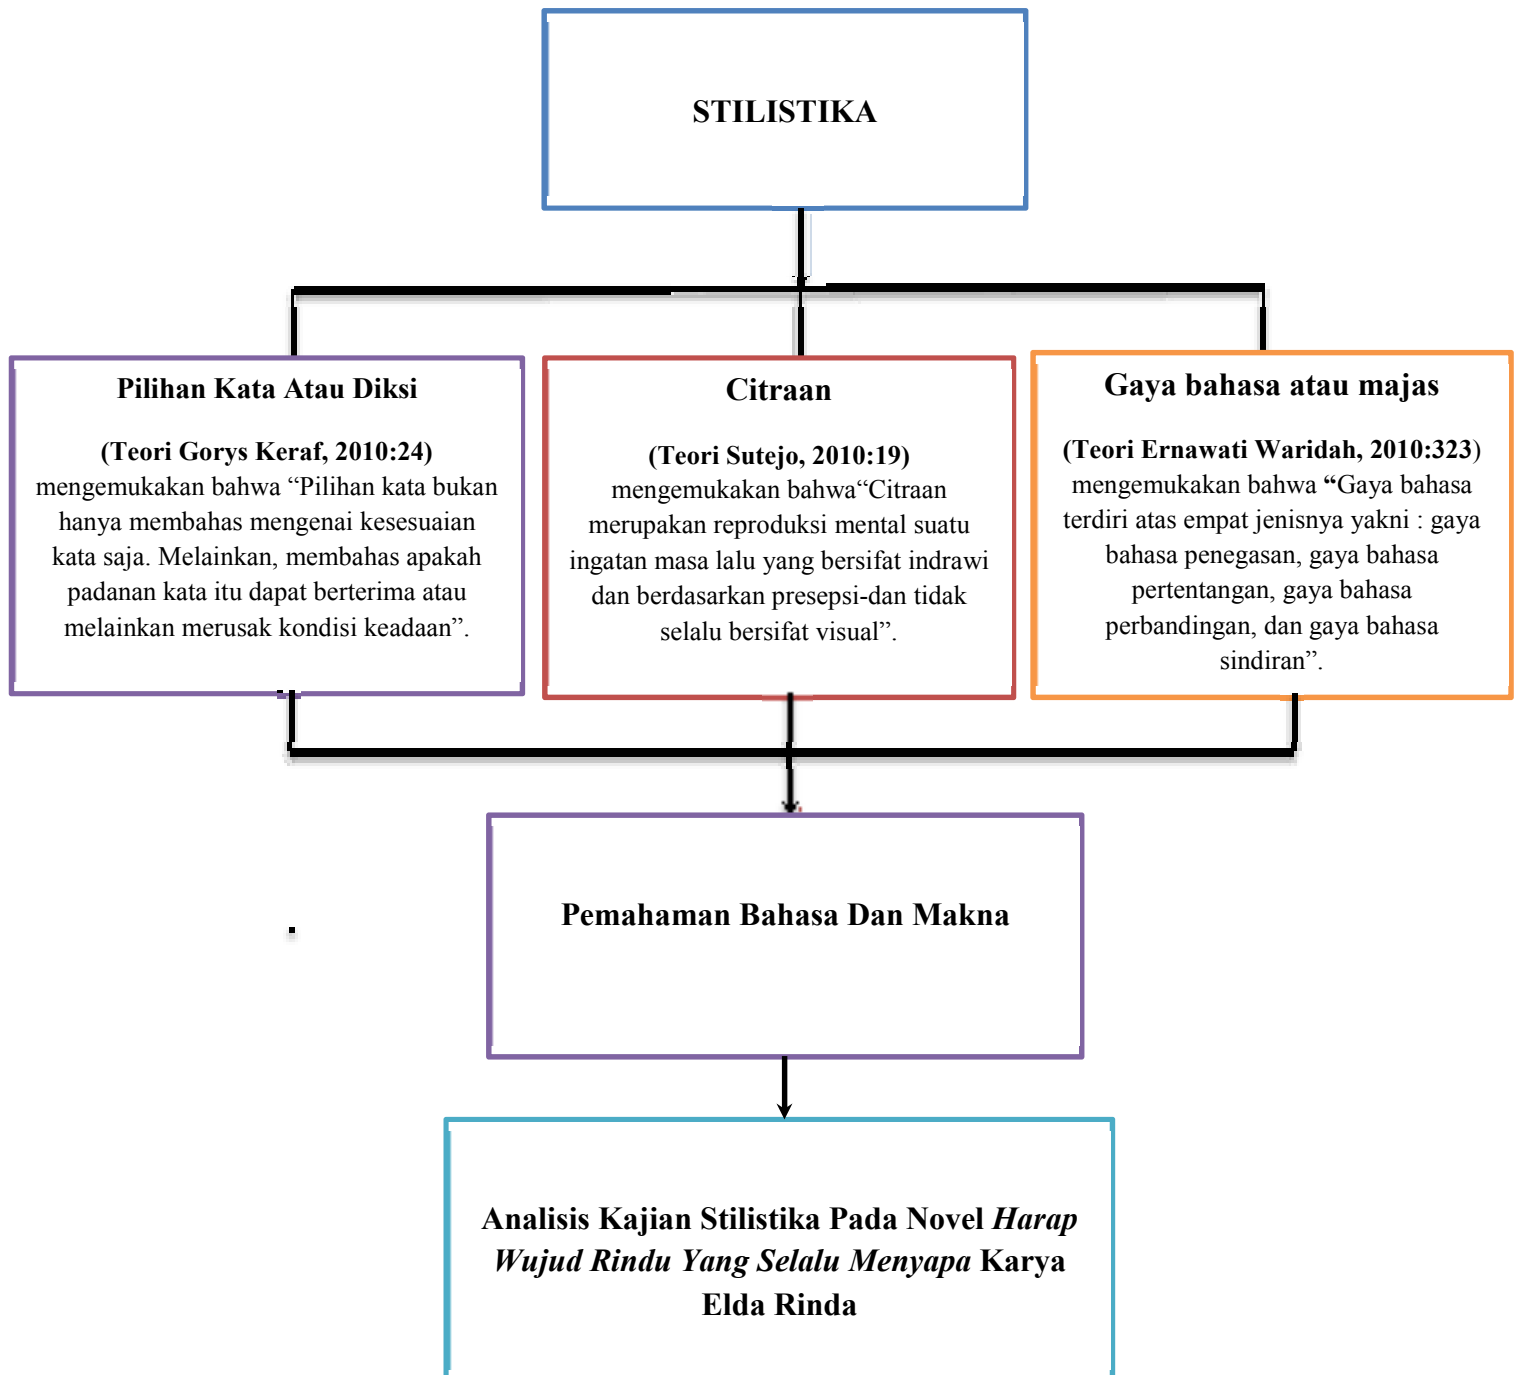 STILISTIKA
Pilihan Kata Atau Diksi
(Teori Gorys Keraf, 2010:24)
mengemukakan bahwa “Pilihan kata bukan
hanya membahas mengenai kesesuaian
kata saja. Melainkan, membahas apakah
padanan kata itu dapat berterima atau
melainkan merusak kondisi keadaan”.
Citraan
(Teori Sutejo, 2010:19)
mengemukakan bahwa“Citraan
merupakan reproduksi mental suatu
ingatan masa lalu yang bersifat indrawi
dan berdasarkan presepsi-dan tidak
selalu bersifat visual”.
Gaya bahasa atau majas
(Teori Ernawati Waridah, 2010:323)
mengemukakan bahwa “Gaya bahasa
terdiri atas empat jenisnya yakni : gaya
bahasa penegasan, gaya bahasa
pertentangan, gaya bahasa
perbandingan, dan gaya bahasa
sindiran”.
Pemahaman Bahasa Dan Makna
.
Analisis Kajian Stilistika Pada Novel Harap
Wujud Rindu Yang Selalu Menyapa Karya
Elda Rinda